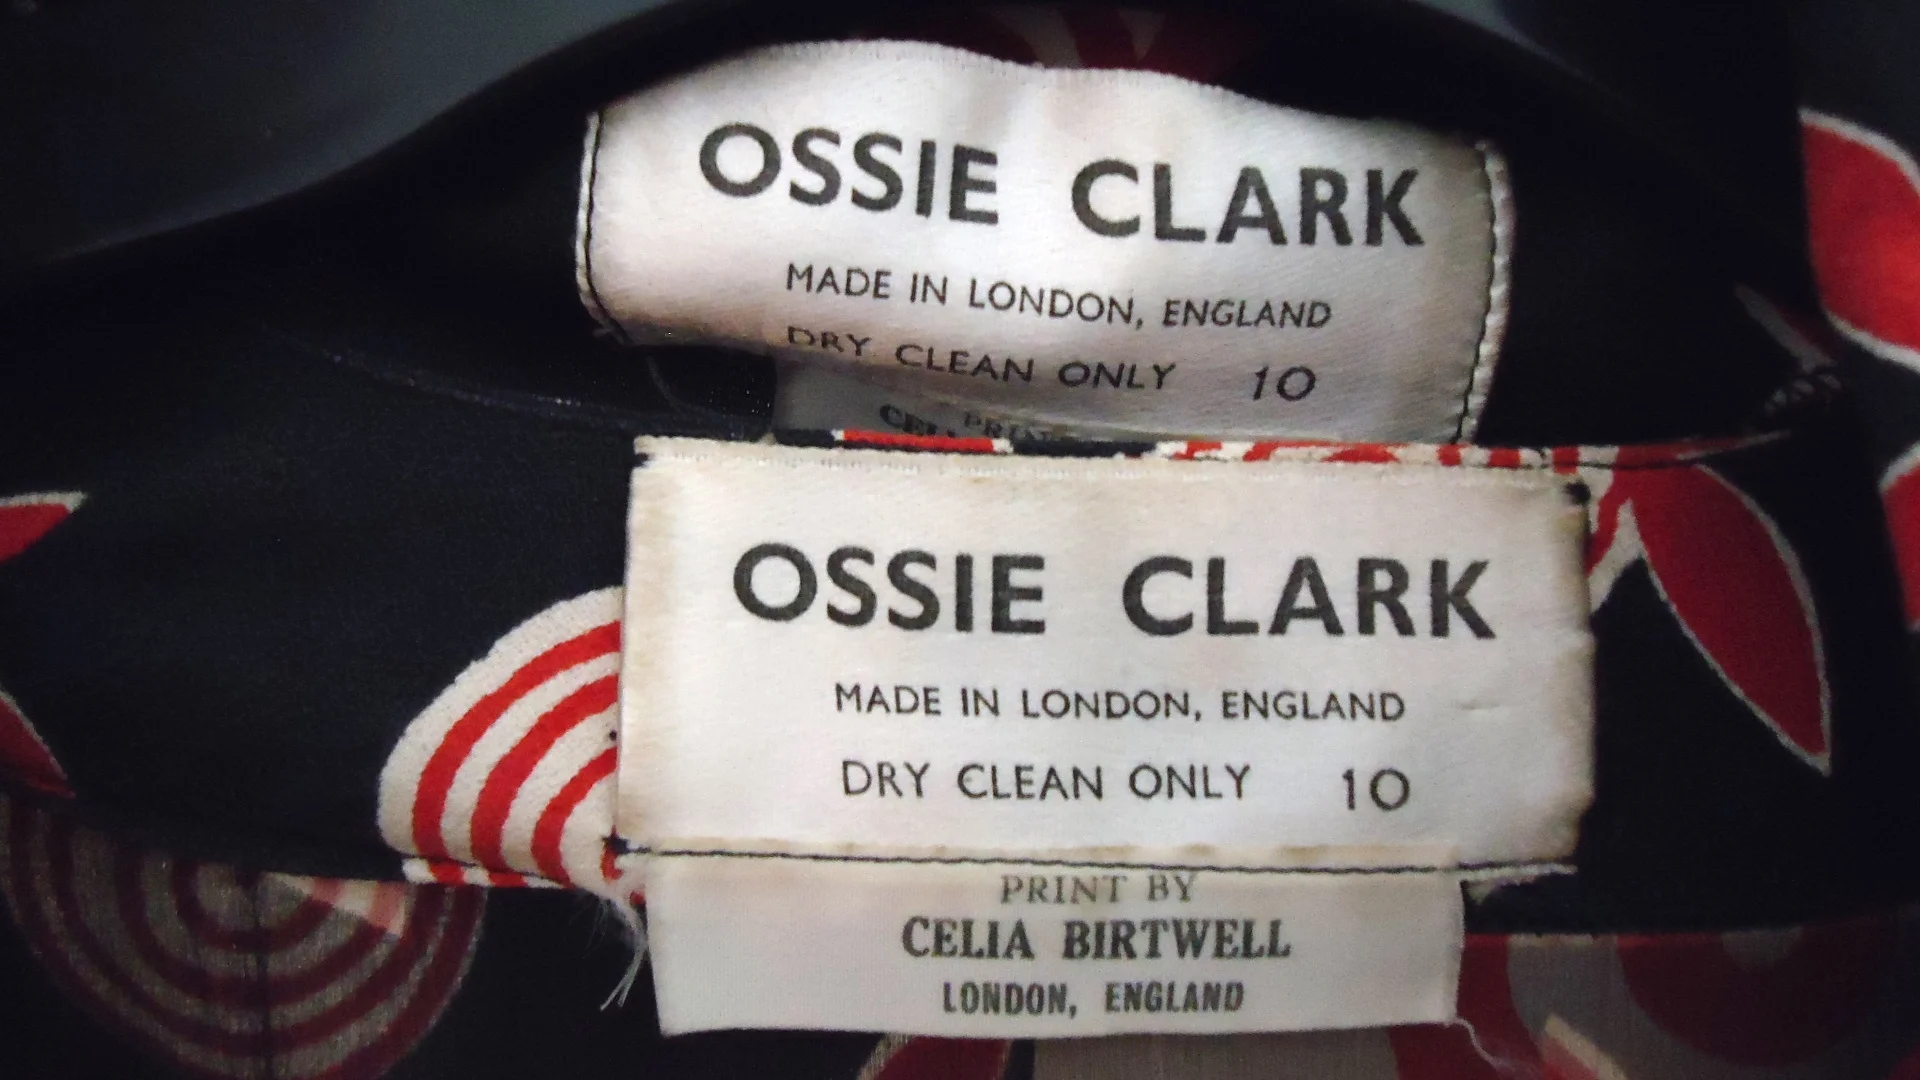 OSSIE CLARK
MADE IN LONDON, ENGLAND
DRY CLEAN ONLY 10
OSSIE CLARK
MADE IN LONDON, ENGLAND
DRY CLEAN ONLY 10
PRINT BY
CELIA BIRTWELL
LONDON, ENGLAND